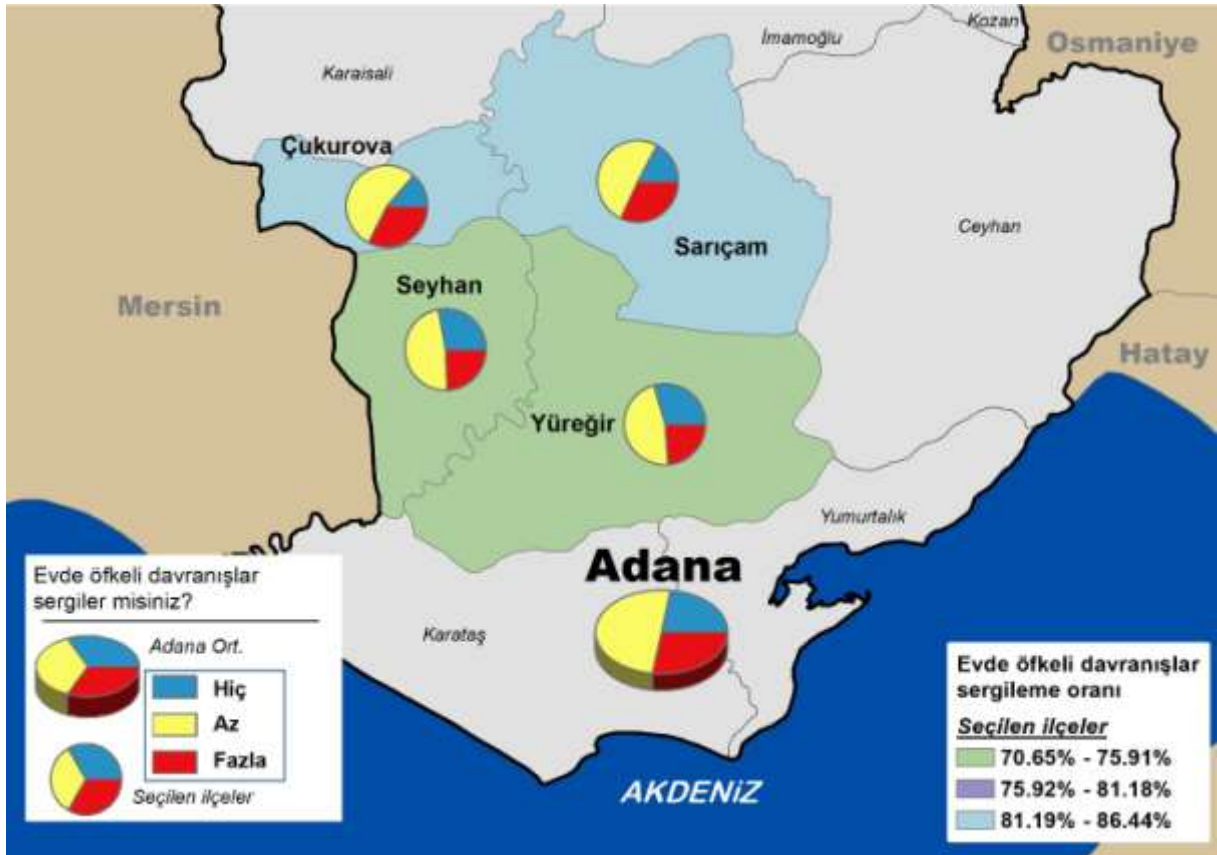 Kozan
İmamoğlu
Osmaniye
Karaisali
Çukurova
Ceyhan
Sarıçam
Seyhan
Mersin
Hatay
Yüreğir
Yumurtalık
Adana
Karataş
AKDENİZ
Evde öfkeli davranışlar
sergiler misiniz?
Adana Ort.
Hiç
Az
Fazla
Seçilen ilçeler
Evde öfkeli davranışlar
sergileme oranı
Seçilen ilçeler
70.65% - 75.91%
75.92% - 81.18%
81.19% - 86.44%